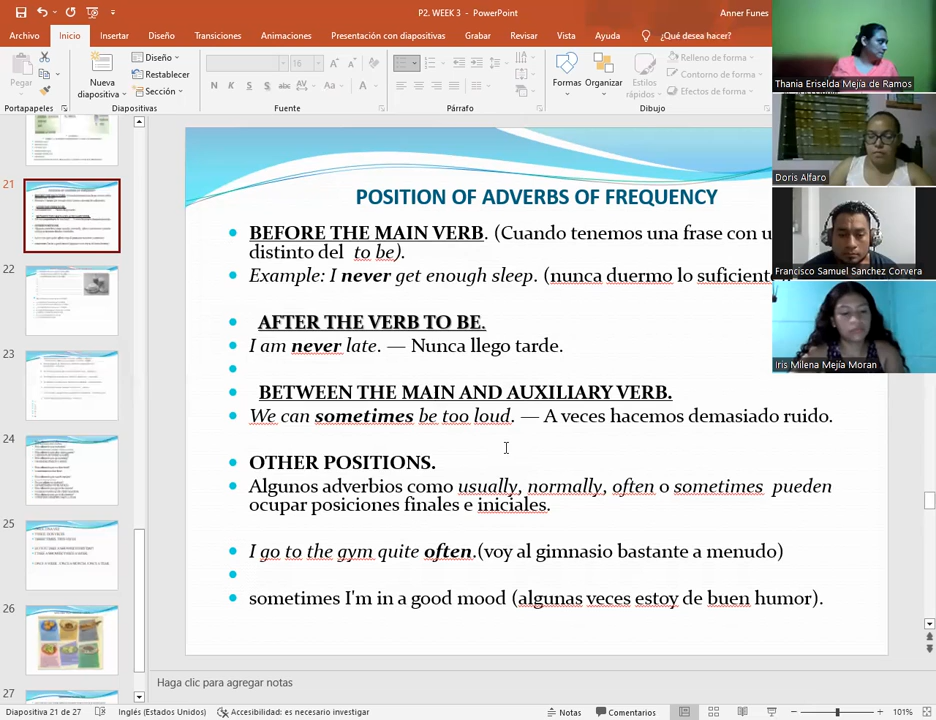 P2. WEEK 3 - PowerPoint
Anner Funes
Archivo Inicio Insertar Diseño Transiciones Animaciones Presentación con diapositivas Grabar Revisar Vista Ayuda ¿Qué desea hacer?
Pegar
Nueva diapositiva
Diseño
Restablecer
Sección
16
N K S S abc AV Aa A
Formas
Organizar
Estilos rápidos
Relleno de forma
Contorno de forma
Efectos de forma
Portapapeles Diapositivas Fuente Párrafo Dibujo
Thania Eriselda Mejia de Ramos
Doris Alfaro
Francisco Samuel Sanchez Corvera
Iris Milena Mejía Moran
21
22
23
24
25
26
27
POSITION OF ADVERBS OF FREQUENCY
BEFORE THE MAIN VERB. (Cuando tenemos una frase con u
distinto del to be).
Example: I never get enough sleep. (nunca duermo lo suficiente
AFTER THE VERB TO BE.
I am never late. — Nunca llego tarde.
BETWEEN THE MAIN AND AUXILIARY VERB.
We can sometimes be too loud. — A veces hacemos demasiado ruido.
OTHER POSITIONS.
Algunos adverbios como usually, normally, often o sometimes pueden
ocupar posiciones finales e iniciales.
I go to the gym quite often.(voy al gimnasio bastante a menudo)
sometimes I'm in a good mood (algunas veces estoy de buen humor).
Haga clic para agregar notas
Diapositiva 21 de 27 Inglés (Estados Unidos) Accesibilidad: es necesario investigar Notas Comentarios 101%